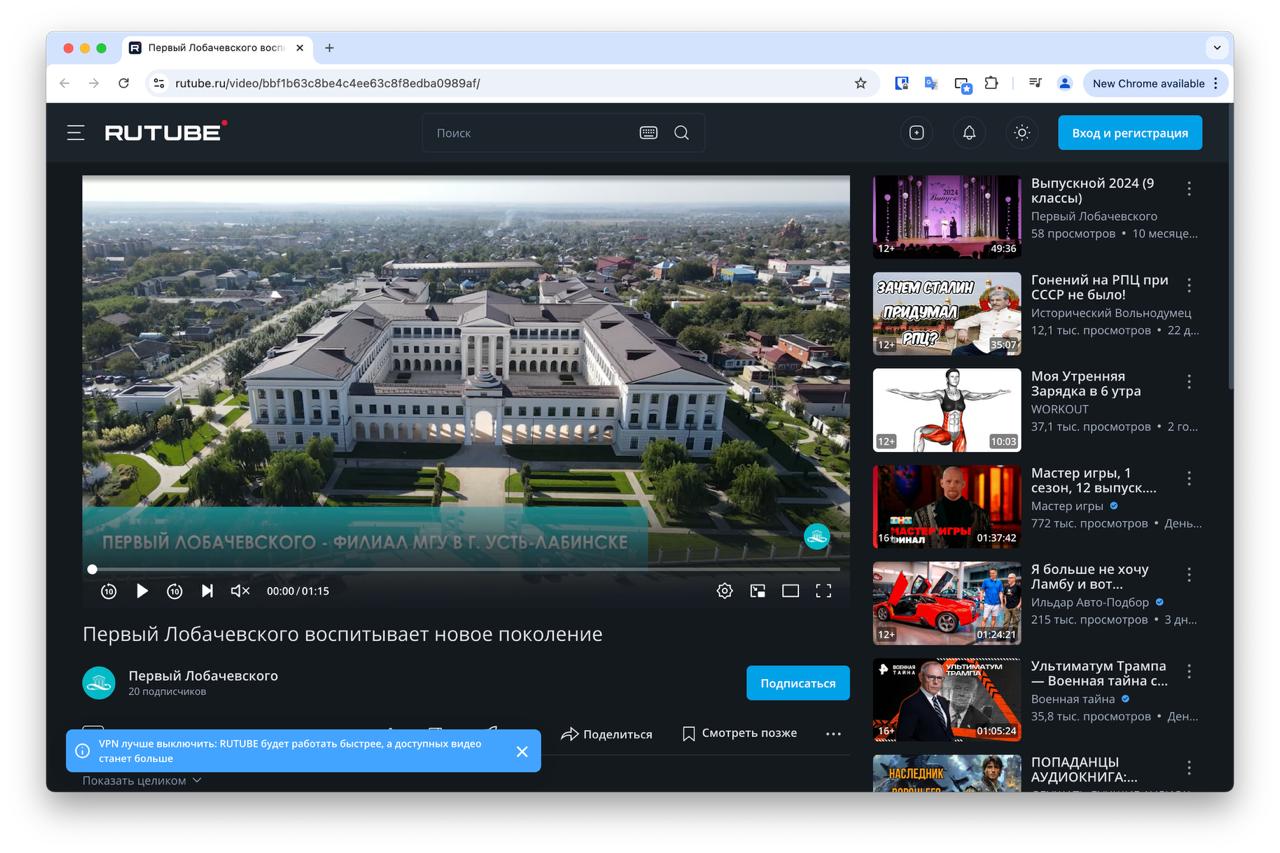 Первый Лобачевского восп
rutube.ru/video/bbf1b63c8be4c4ee63c8f8edba0989af/
New Chrome available
RUTUBE
Поиск
Вход и регистрация
ПЕРВЫЙ ЛОБАЧЕВСКОГО - ФИЛИАЛ МГУ В Г. УСТЬ-ЛАБИНСКЕ
10
10
00:00 / 01:15
Первый Лобачевского воспитывает новое поколение
Первый Лобачевского
20 подписчиков
Подписаться
Поделиться
Смотреть позже
VPN лучше выключить: RUTUBE будет работать быстрее, а доступных видео
станет больше
Показать целиком
2024
Выпуск
12+
49:36
Выпускной 2024 (9
классы)
Первый Лобачевского
58 просмотров • 10 месяце...
ЗАЧЕМ СТАЛИН
ПРИДУМАЛ
РПЦ?
12+
35:07
Гонений на РПЦ при
СССР не было!
Исторический Вольнодумец
12,1 тыс. просмотров • 22 д...
12+
10:03
Моя Утренняя
Зарядка в 6 утра
WORKOUT
37,1 тыс. просмотров • 2 го...
ТНТ
МАСТЕР ИГРЫ
ФИНАЛ
16+
01:37:42
Мастер игры, 1
сезон, 12 выпуск....
Мастер игры
772 тыс. просмотров • День...
12+
01:24:21
Я больше не хочу
Ламбу и вот...
Ильдар Авто-Подбор
215 тыс. просмотров • 3 дн...
ВОЕННАЯ
ТАЙНА
УЛЬТИМАТУМ
ТРАМПА
16+
01:05:24
Ультиматум Трампа
— Военная тайна с...
Военная тайна
35,8 тыс. просмотров • Ден...
НАСЛЕДНИК
ПОПАДАНЦЫ
АУДИОКНИГА:...